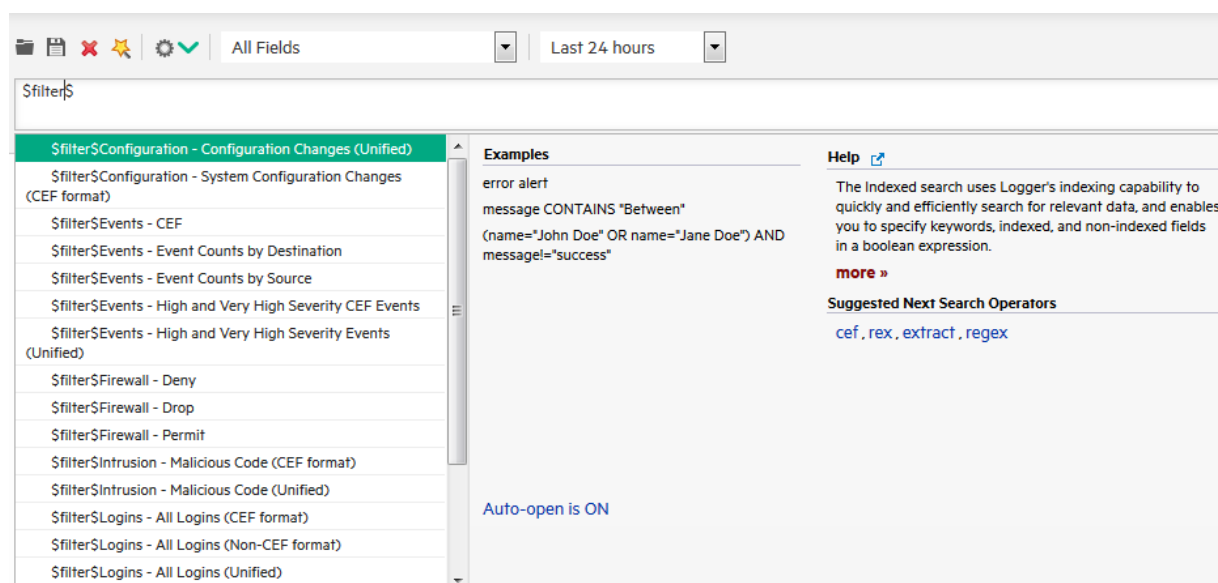 All Fields
Last 24 hours
$filter$
$filter$Configuration - Configuration Changes (Unified)
$filter$Configuration - System Configuration Changes
(CEF format)
$filter$Events - CEF
$filter$Events - Event Counts by Destination
$filter$Events - Event Counts by Source
$filter$Events - High and Very High Severity CEF Events
$filter$Events - High and Very High Severity Events
(Unified)
$filter$Firewall - Deny
$filter$Firewall - Drop
$filter$Firewall - Permit
$filter$Intrusion - Malicious Code (CEF format)
$filter$Intrusion - Malicious Code (Unified)
$filter$Logins - All Logins (CEF format)
$filter$Logins - All Logins (Non-CEF format)
$filter$Logins - All Logins (Unified)
Examples
error alert
message CONTAINS "Between"
(name="John Doe" OR name="Jane Doe") AND
message!="success"
Auto-open is ON
Help
The Indexed search uses Logger's indexing capability to
quickly and efficiently search for relevant data, and enables
you to specify keywords, indexed, and non-indexed fields
in a boolean expression.
more »
Suggested Next Search Operators
cef , rex , extract , regex